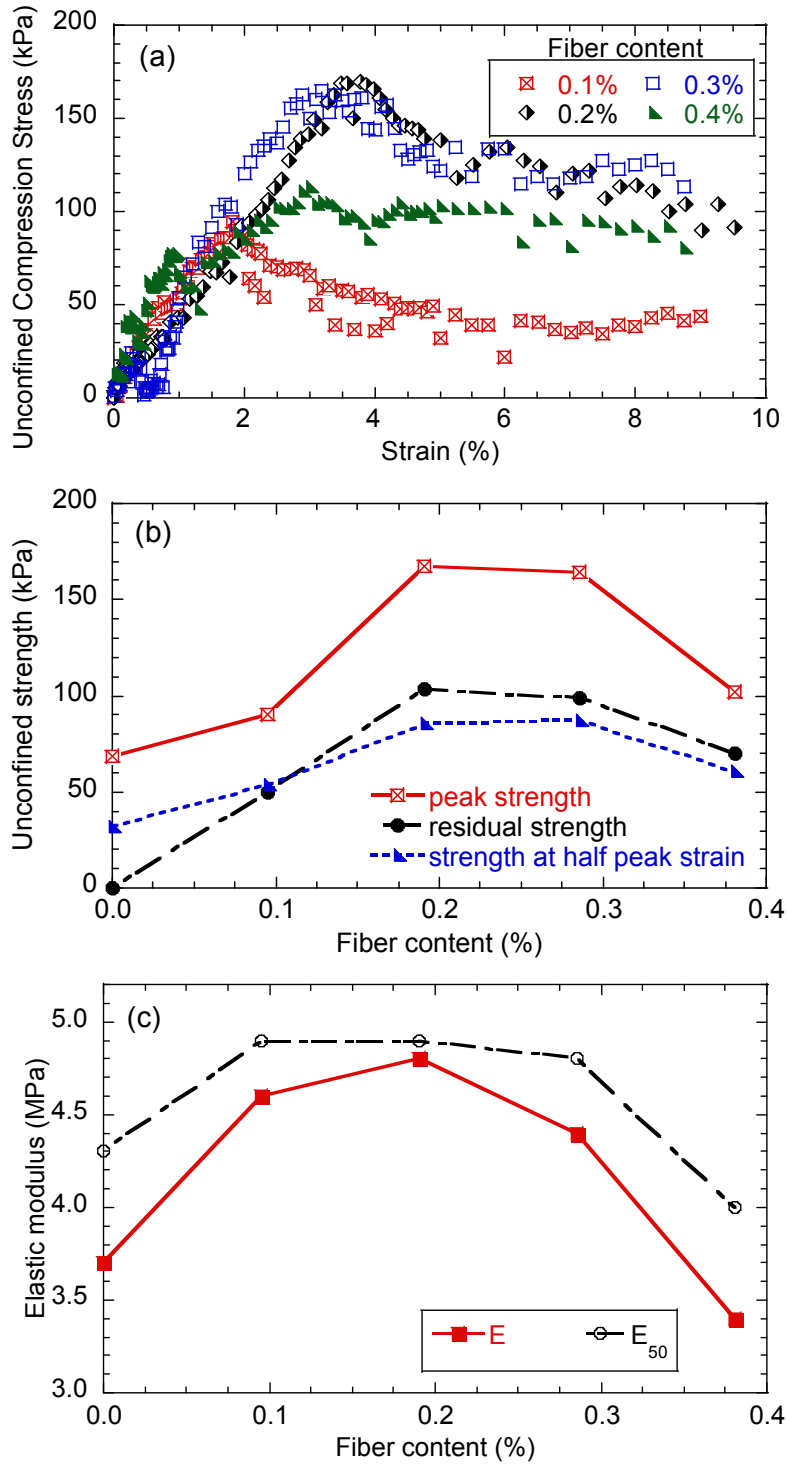 (a)
Fiber content
0.1% 0.3%
0.2% 0.4%
Unconfined Compression Stress (kPa)
200
150
100
50
0
0 2 4 6 8 10
Strain (%)
(b)
Unconfined strength (kPa)
200
150
100
50
0
peak strength
residual strength
strength at half peak strain
0.0 0.1 0.2 0.3 0.4
Fiber content (%)
(c)
Elastic modulus (MPa)
5.0
4.5
4.0
3.5
3.0
E E50
0.0 0.1 0.2 0.3 0.4
Fiber content (%)